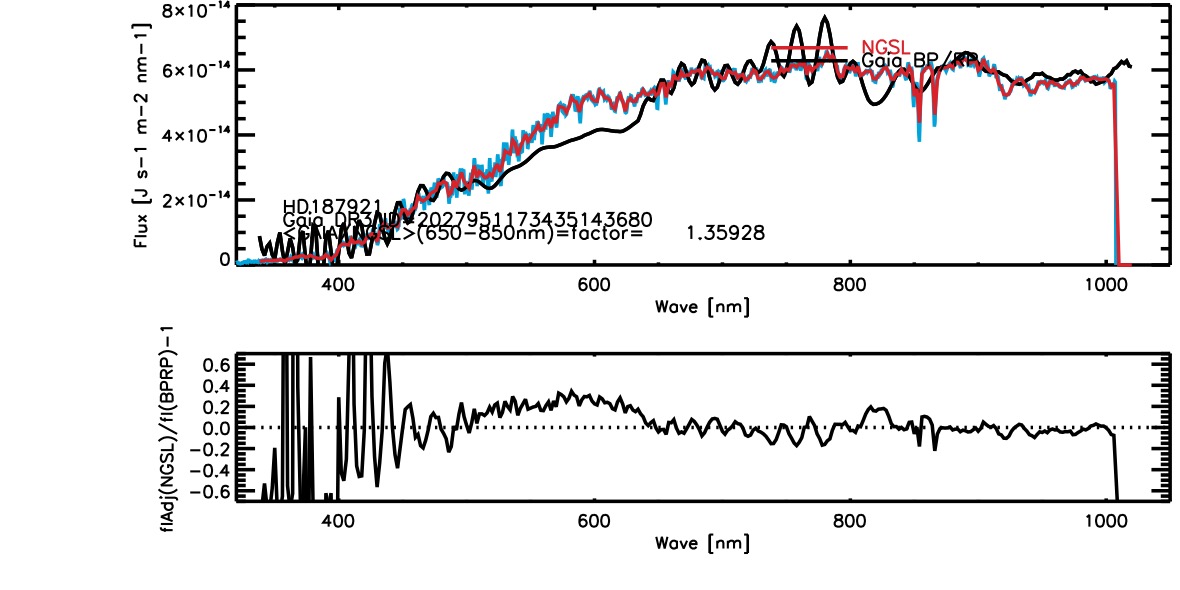 8×10⁻¹⁴
6×10⁻¹⁴
4×10⁻¹⁴
2×10⁻¹⁴
0
Flux [J s-1 m-2 nm-1]
NGSL
Gaia BP/RP
HD187921
Gaia DR3 ID=2027951173435143680
<GAIA/NGSL>(650-850nm)=factor= 1.35928
400 600 800 1000
Wave [nm]
flAdj(NGSL)/fl(BPRP)-1
0.6
0.4
0.2
0.0
-0.2
-0.4
-0.6
400 600 800 1000
Wave [nm]